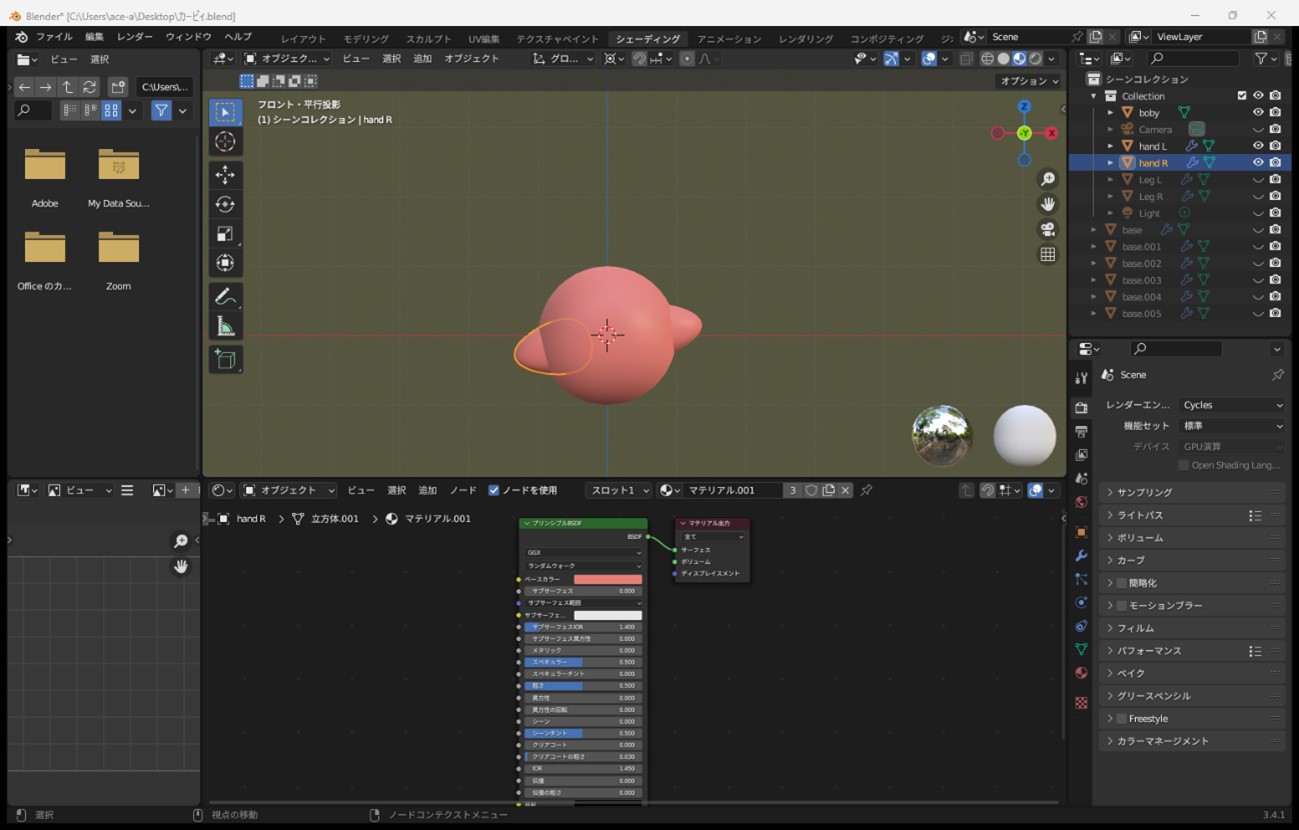 Blender* [C:\Users\ace-a\Desktop\カービィ.blend]
ファイル 編集 レンダー ウィンドウ ヘルプ
レイアウト モデリング スカルプト UV編集 テクスチャペイント シェーディング アニメーション レンダリング コンポジティング ジ:
Scene
ViewLayer
ビュー 選択
オブジェク... ビュー 選択 追加 オブジェクト
グロ...
C:\Users\...
オプション
Adobe
My Data Sou...
Office のカ...
Zoom
フロント・平行投影
(1) シーンコレクション | hand R
Z
-Y
X
シーンコレクション
Collection
boby
Camera
hand L
hand R
Leg L
Leg R
Light
base
base.001
base.002
base.003
base.004
base.005
Scene
レンダーエン... Cycles
機能セット 標準
デバイス GPU演算
Open Shading Lang...
サンプリング
ライトパス
ボリューム
カーブ
簡略化
モーションブラー
フィルム
パフォーマンス
ベイク
グリースペンシル
Freestyle
カラーマネージメント
ビュー
オブジェクト ビュー 選択 追加 ノード ノードを使用 スロット1 マテリアル.001 3
hand R 立方体.001 マテリアル.001
プリンシプルBSDF
BSDF
GGX
ランダムウォーク
ベースカラー
サブサーフェス 0.000
サブサーフェス範囲
サブサーフェ...
サブサーフェスIOR 1.400
サブサーフェス異方性 0.000
メタリック 0.000
スペキュラー 0.500
スペキュラーチント 0.000
粗さ 0.500
異方性 0.000
異方性の回転 0.000
シーン 0.000
シーンチント 0.500
クリアコート 0.000
クリアコートの粗さ 0.030
IOR 1.450
伝播 0.000
伝播の粗さ 0.000
マテリアル出力
全て
サーフェス
ボリューム
ディスプレイスメント
選択 視点の移動 ノードコンテクストメニュー 3.4.1